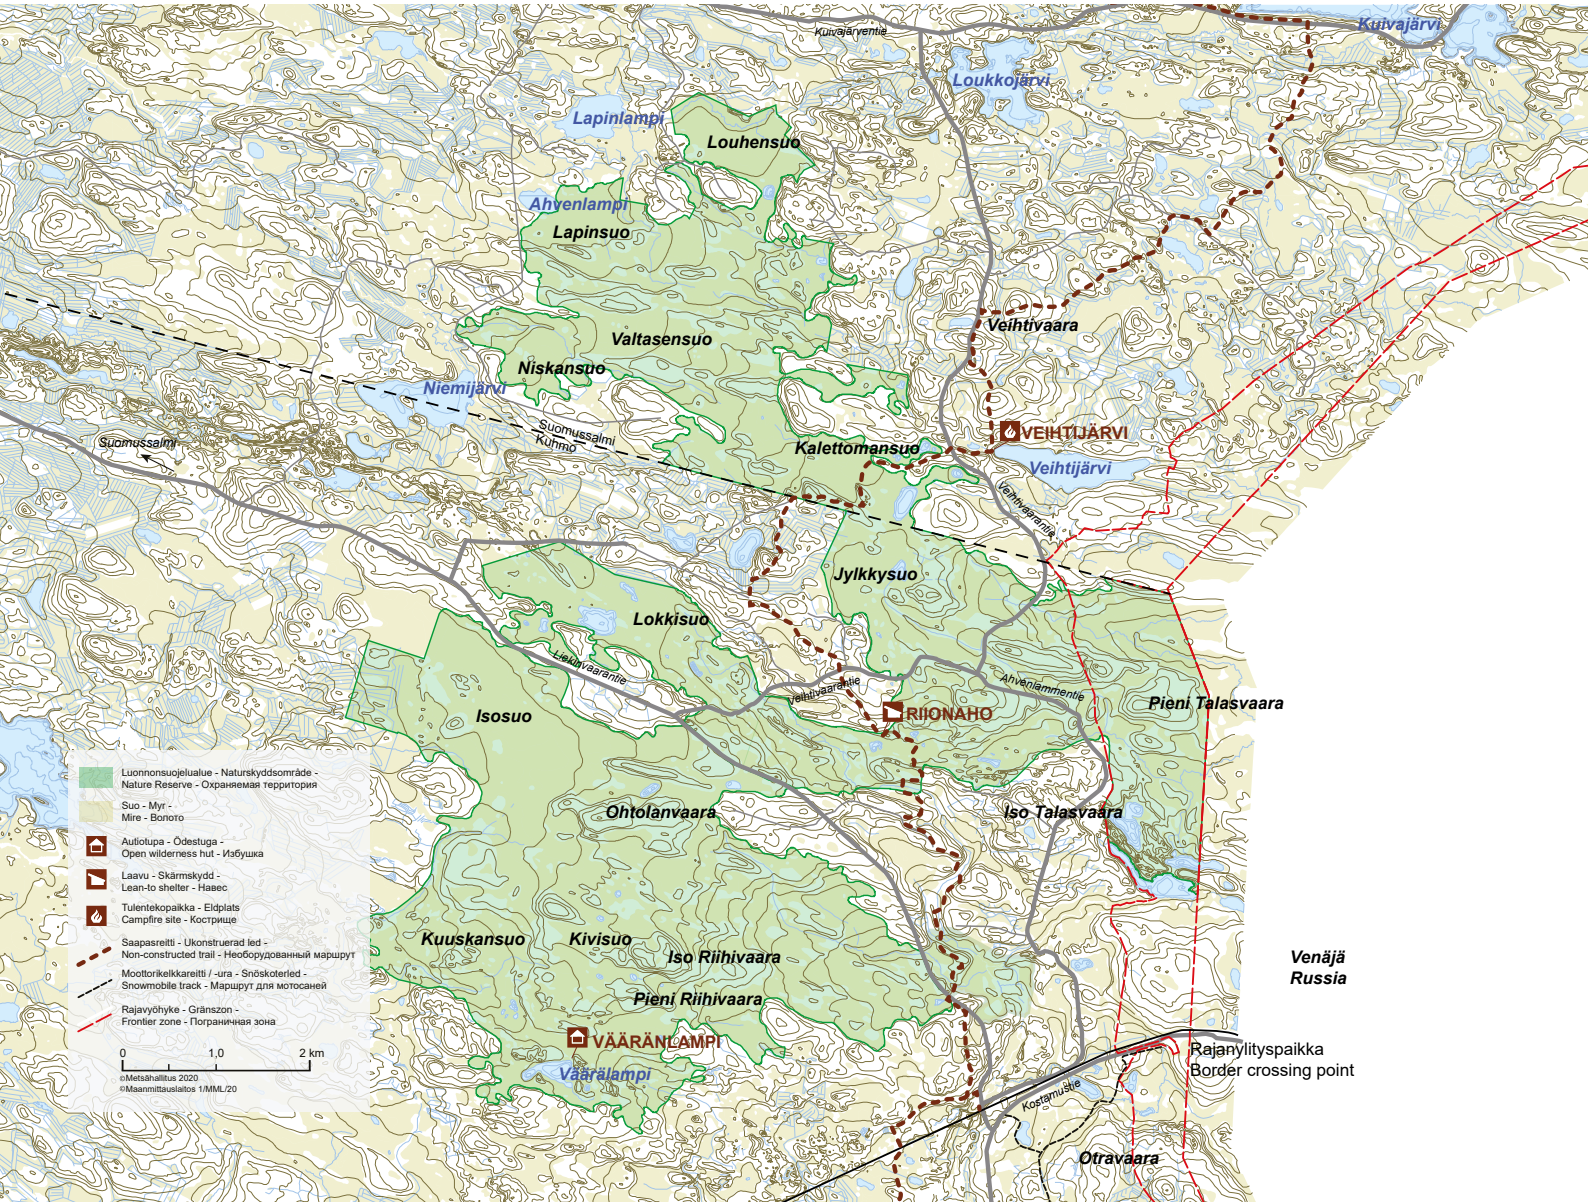 Kuivajärventie
Kuivajärvi
Loukkojärvi
Lapinlampi
Louhensuo
Ahvenlampi
Lapinsuo
Veihtivaara
Valtasensuo
Niskansuo
Niemijärvi
Suomussalmi
Kuhmo
Suomussalmi
VEIHTIJÄRVI
Kalettomansuo
Veihtijärvi
Veihtivaarantie
Jylkkysuo
Lokkisuo
Liekinvaarantie
Veihtivaarantie
Ahvenlammentie
Pieni Talasvaara
Isosuo
RIIONAHO
Ohtolanvaara
Iso Talasvaara
Kuuskansuo
Kivisuo
Iso Riihivaara
Pieni Riihivaara
Venäjä
Russia
VÄÄRÄNLAMPI
Väärälampi
Rajanylityspaikka
Border crossing point
Kostamustie
Otravaara
Luonnonsuojelualue - Naturskyddsområde -
Nature Reserve - Охраняемая территория
Suo - Myr -
Mire - Болото
Autiotupa - Ödestuga -
Open wilderness hut - Избушка
Laavu - Skärmskydd -
Lean-to shelter - Навес
Tulentekopaikka - Eldplats
Campfire site - Кострище
Saapasreitti - Ukonstruerad led -
Non-constructed trail - Необорудованный маршрут
Moottorikelkkareitti / -ura - Snöskoterled -
Snowmobile track - Маршрут для мотосаней
Rajavyöhyke - Gränszon -
Frontier zone - Пограничная зона
0 1,0 2 km
©Metsähallitus 2020
©Maanmittauslaitos 1/MML/20